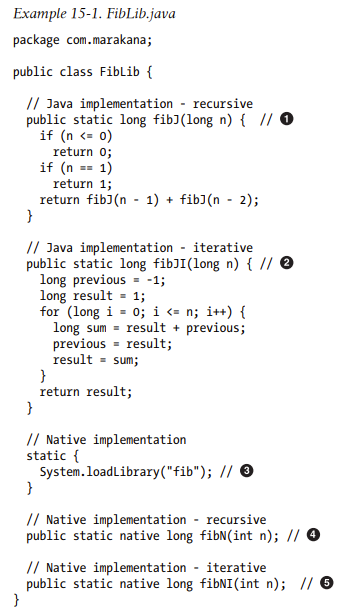 Example 15-1. FibLib.java
package com.marakana;
public class FibLib {
// Java implementation - recursive
public static long fibJ(long n) { // ❶
if (n <= 0)
return 0;
if (n == 1)
return 1;
return fibJ(n - 1) + fibJ(n - 2);
}
// Java implementation - iterative
public static long fibJI(long n) { // ❷
long previous = -1;
long result = 1;
for (long i = 0; i <= n; i++) {
long sum = result + previous;
previous = result;
result = sum;
}
return result;
}
// Native implementation
static {
System.loadLibrary("fib"); // ❸
}
// Native implementation - recursive
public static native long fibN(int n); // ❹
// Native implementation - iterative
public static native long fibNI(int n); // ❺
}